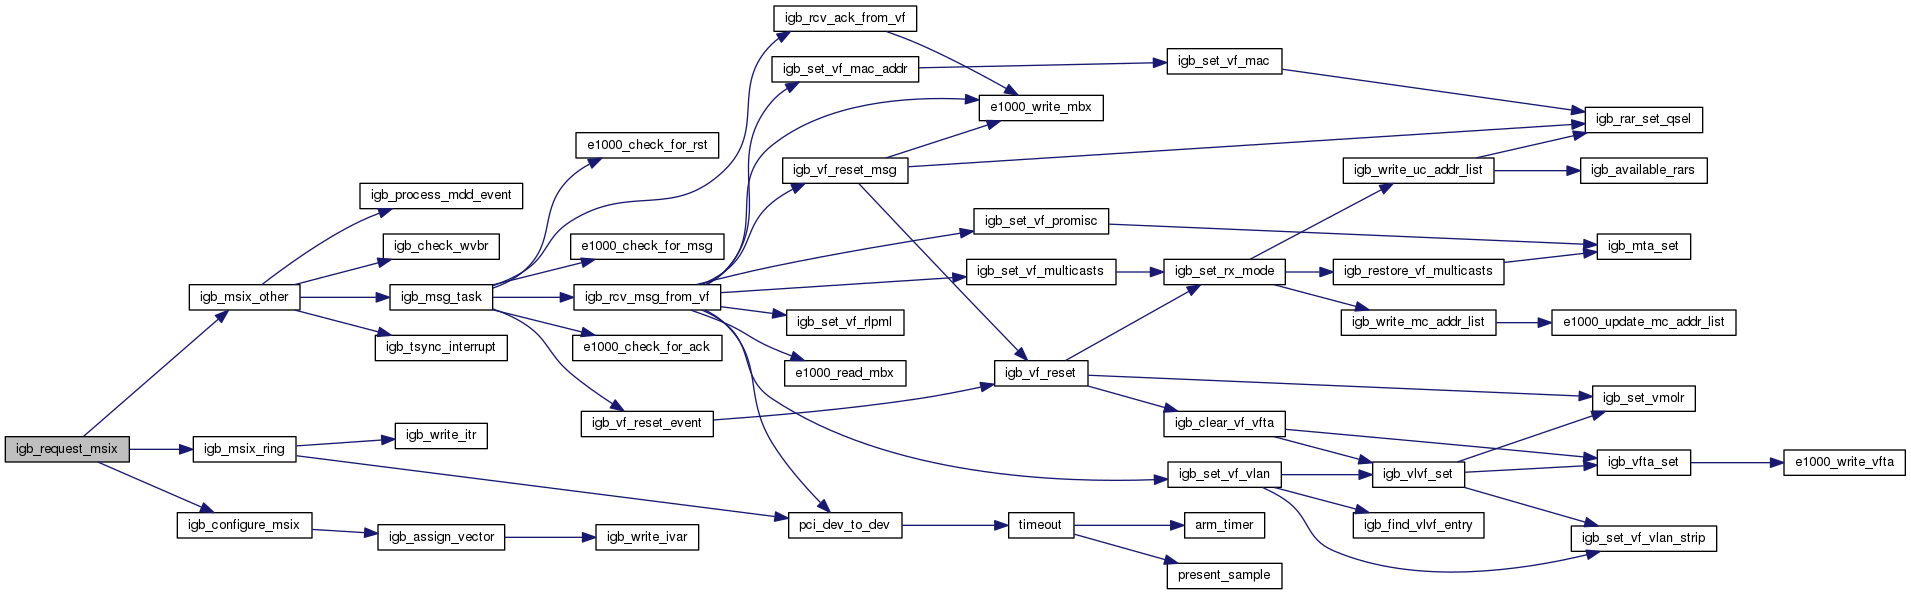 igb_request_msix
igb_msix_other
igb_msix_ring
igb_configure_msix
igb_process_mdd_event
igb_check_wvbr
igb_msg_task
igb_tsync_interrupt
igb_write_itr
igb_assign_vector
e1000_check_for_rst
e1000_check_for_msg
igb_rcv_msg_from_vf
e1000_check_for_ack
igb_vf_reset_event
igb_write_ivar
igb_rcv_ack_from_vf
igb_set_vf_mac_addr
igb_vf_reset_msg
igb_set_vf_rlpml
e1000_read_mbx
pci_dev_to_dev
e1000_write_mbx
igb_set_vf_promisc
igb_set_vf_multicasts
igb_vf_reset
timeout
igb_set_vf_mac
igb_set_rx_mode
igb_clear_vf_vfta
igb_set_vf_vlan
arm_timer
present_sample
igb_write_uc_addr_list
igb_restore_vf_multicasts
igb_write_mc_addr_list
igb_vlvf_set
igb_find_vlvf_entry
igb_rar_set_qsel
igb_available_rars
igb_mta_set
e1000_update_mc_addr_list
igb_set_vmolr
igb_vfta_set
igb_set_vf_vlan_strip
e1000_write_vfta